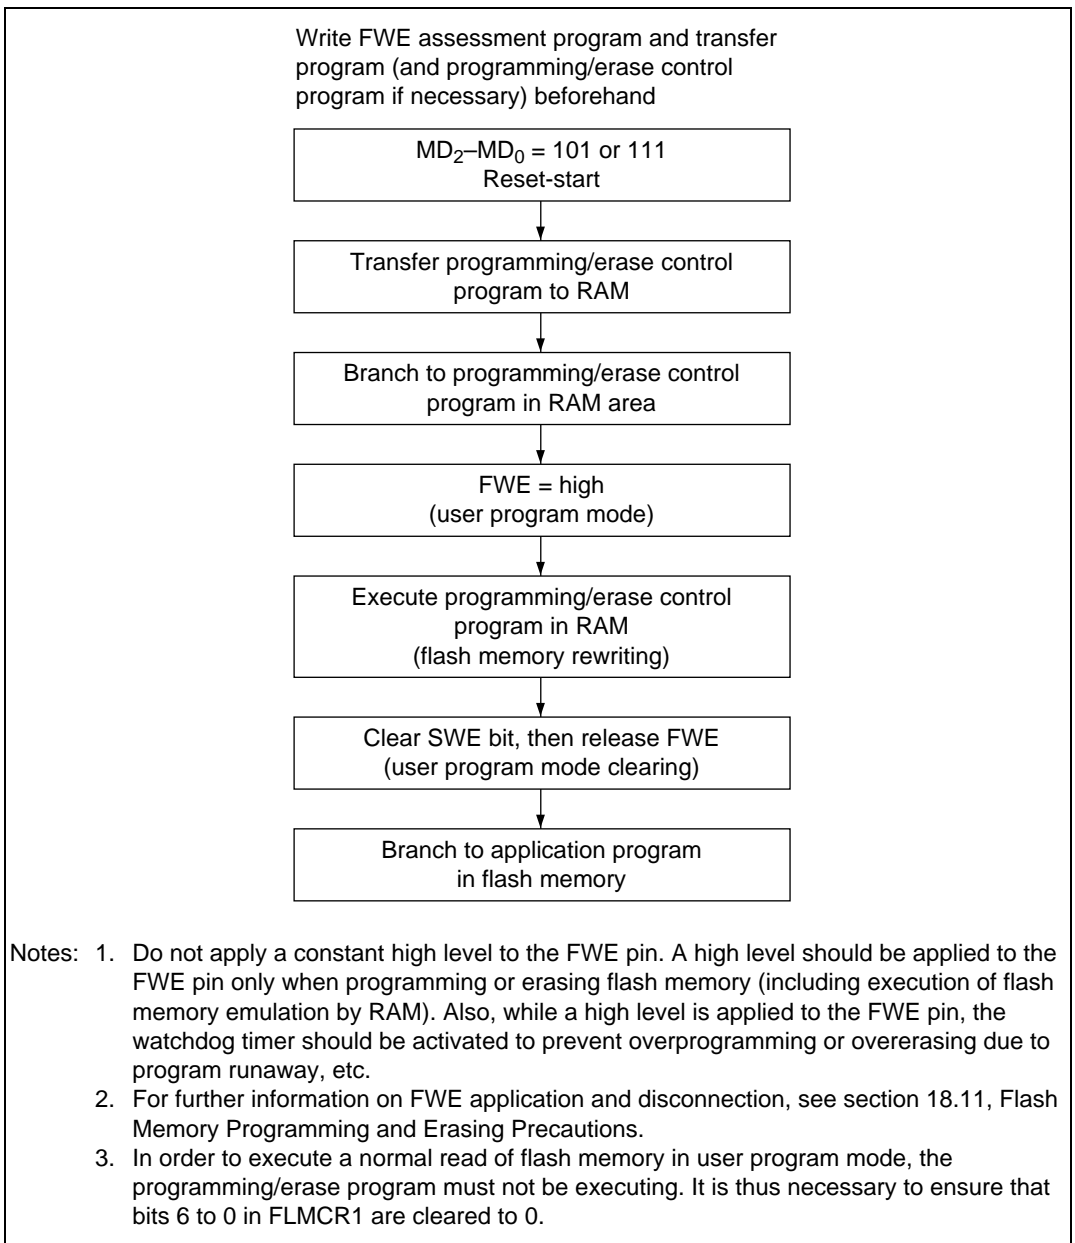 Write FWE assessment program and transfer
program (and programming/erase control
program if necessary) beforehand
MD₂–MD₀ = 101 or 111
Reset-start
Transfer programming/erase control
program to RAM
Branch to programming/erase control
program in RAM area
FWE = high
(user program mode)
Execute programming/erase control
program in RAM
(flash memory rewriting)
Clear SWE bit, then release FWE
(user program mode clearing)
Branch to application program
in flash memory
Notes: 1. Do not apply a constant high level to the FWE pin. A high level should be applied to the
FWE pin only when programming or erasing flash memory (including execution of flash
memory emulation by RAM). Also, while a high level is applied to the FWE pin, the
watchdog timer should be activated to prevent overprogramming or overerasing due to
program runaway, etc.
2. For further information on FWE application and disconnection, see section 18.11, Flash
Memory Programming and Erasing Precautions.
3. In order to execute a normal read of flash memory in user program mode, the
programming/erase program must not be executing. It is thus necessary to ensure that
bits 6 to 0 in FLMCR1 are cleared to 0.